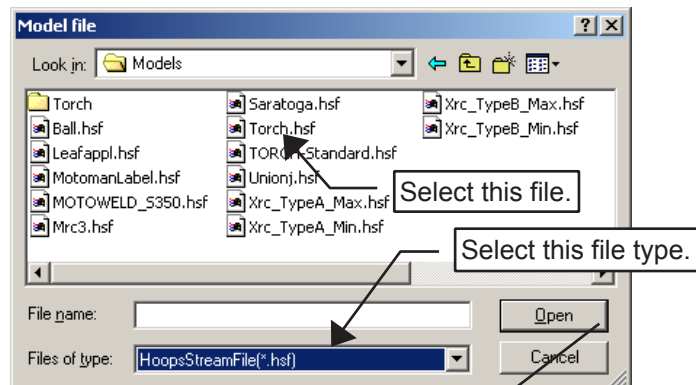 Model file
Look in: Models
Torch
Ball.hsf
Leafappl.hsf
MotomanLabel.hsf
MOTOWELD_S350.hsf
Mrc3.hsf
Saratoga.hsf
Torch.hsf
TORCH-Standard.hsf
Unionj.hsf
Xrc_TypeA_Max.hsf
Xrc_TypeA_Min.hsf
Xrc_TypeB_Max.hsf
Xrc_TypeB_Min.hsf
Select this file.
Select this file type.
File name:
Open
Files of type: HoopsStreamFile(*.hsf)
Cancel